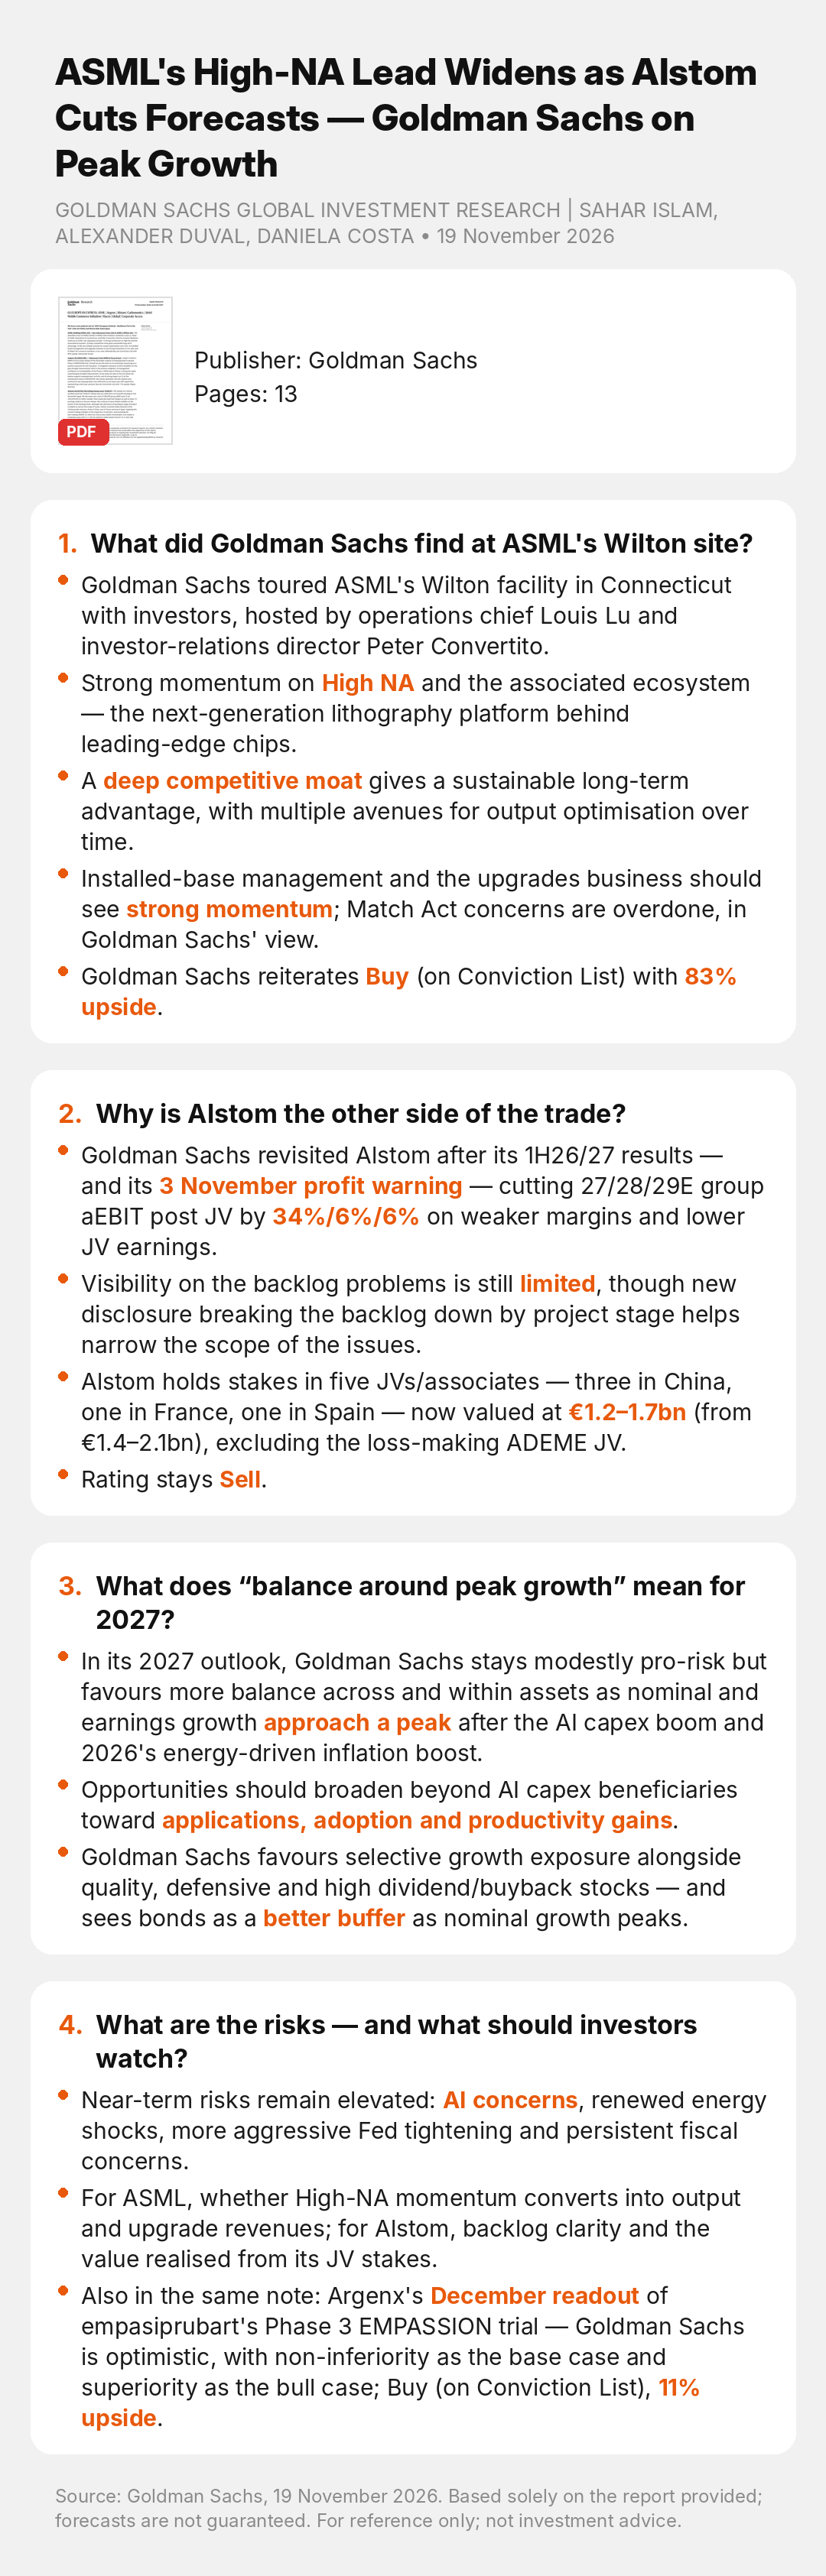 ASML's High-NA Lead Widens as Alstom
Cuts Forecasts — Goldman Sachs on
Peak Growth
GOLDMAN SACHS GLOBAL INVESTMENT RESEARCH | SAHAR ISLAM,
ALEXANDER DUVAL, DANIELA COSTA • 19 November 2026
PDF
Publisher: Goldman Sachs
Pages: 13
1. What did Goldman Sachs find at ASML's Wilton site?
Goldman Sachs toured ASML's Wilton facility in Connecticut
with investors, hosted by operations chief Louis Lu and
investor-relations director Peter Convertito.
Strong momentum on High NA and the associated ecosystem
— the next-generation lithography platform behind
leading-edge chips.
A deep competitive moat gives a sustainable long-term
advantage, with multiple avenues for output optimisation over
time.
Installed-base management and the upgrades business should
see strong momentum; Match Act concerns are overdone, in
Goldman Sachs' view.
Goldman Sachs reiterates Buy (on Conviction List) with 83%
upside.
2. Why is Alstom the other side of the trade?
Goldman Sachs revisited Alstom after its 1H26/27 results —
and its 3 November profit warning — cutting 27/28/29E group
aEBIT post JV by 34%/6%/6% on weaker margins and lower
JV earnings.
Visibility on the backlog problems is still limited, though new
disclosure breaking the backlog down by project stage helps
narrow the scope of the issues.
Alstom holds stakes in five JVs/associates — three in China,
one in France, one in Spain — now valued at €1.2–1.7bn (from
€1.4–2.1bn), excluding the loss-making ADEME JV.
Rating stays Sell.
3. What does “balance around peak growth” mean for
2027?
In its 2027 outlook, Goldman Sachs stays modestly pro-risk but
favours more balance across and within assets as nominal and
earnings growth approach a peak after the AI capex boom and
2026's energy-driven inflation boost.
Opportunities should broaden beyond AI capex beneficiaries
toward applications, adoption and productivity gains.
Goldman Sachs favours selective growth exposure alongside
quality, defensive and high dividend/buyback stocks — and
sees bonds as a better buffer as nominal growth peaks.
4. What are the risks — and what should investors
watch?
Near-term risks remain elevated: AI concerns, renewed energy
shocks, more aggressive Fed tightening and persistent fiscal
concerns.
For ASML, whether High-NA momentum converts into output
and upgrade revenues; for Alstom, backlog clarity and the
value realised from its JV stakes.
Also in the same note: Argenx's December readout of
empasiprubart's Phase 3 EMPASSION trial — Goldman Sachs
is optimistic, with non-inferiority as the base case and
superiority as the bull case; Buy (on Conviction List), 11%
upside.
Source: Goldman Sachs, 19 November 2026. Based solely on the report provided;
forecasts are not guaranteed. For reference only; not investment advice.